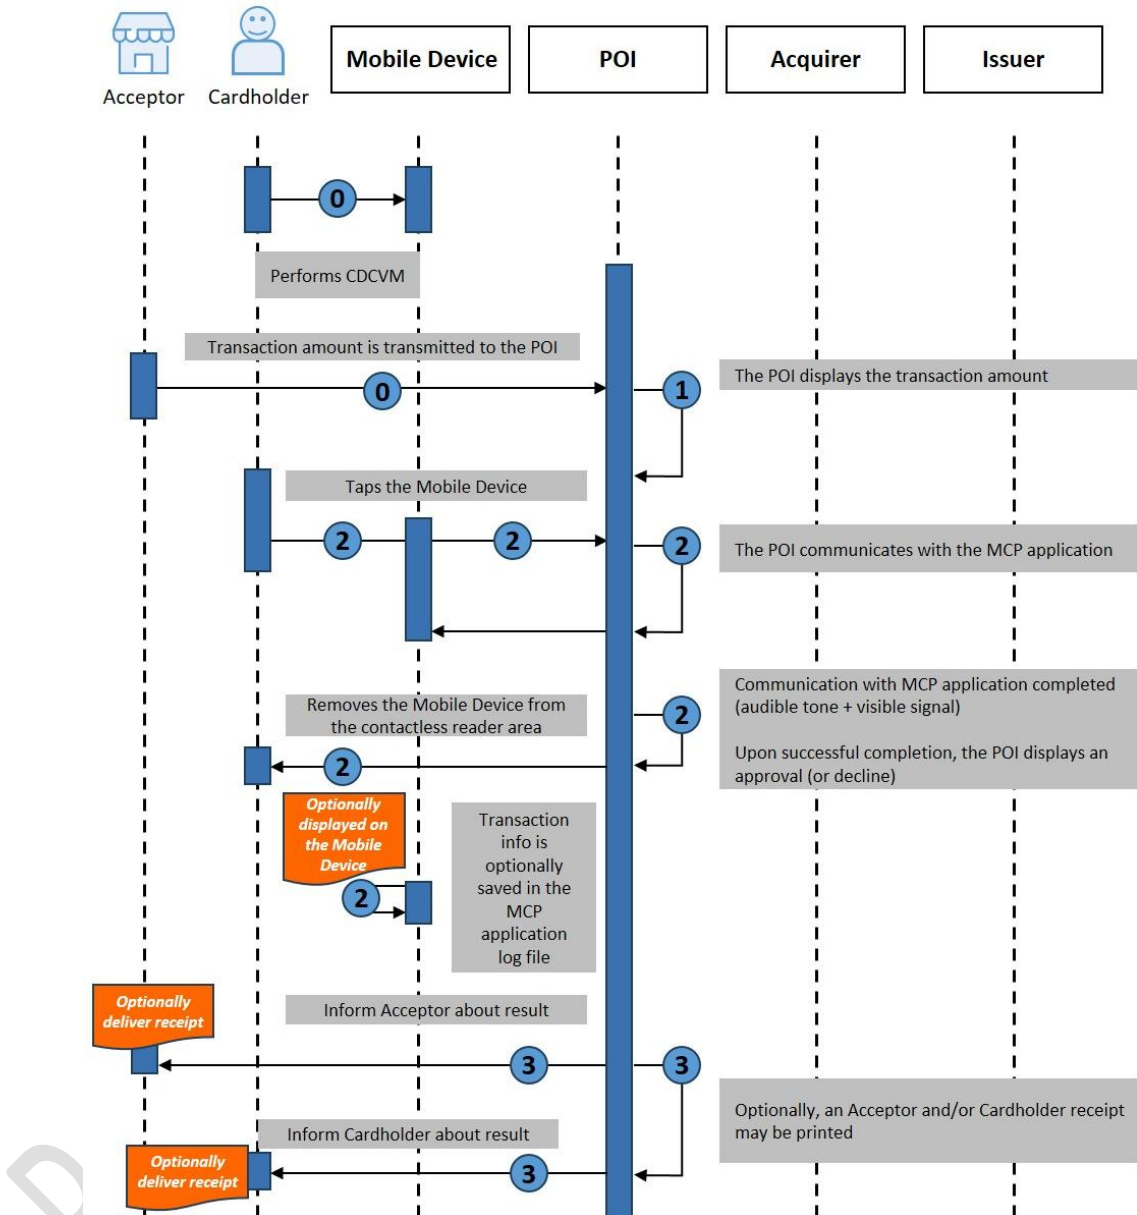 Acceptor
Cardholder
Mobile Device
POI
Acquirer
Issuer
0
Performs CDCVM
Transaction amount is transmitted to the POI
0
1
The POI displays the transaction amount
Taps the Mobile Device
2
2
2
The POI communicates with the MCP application
Removes the Mobile Device from
the contactless reader area
2
2
Communication with MCP application completed
(audible tone + visible signal)
Upon successful completion, the POI displays an
approval (or decline)
Optionally
displayed on
the Mobile
Device
2
Transaction
info is
optionally
saved in the
MCP
application
log file
Optionally
deliver receipt
Inform Acceptor about result
3
3
Optionally, an Acceptor and/or Cardholder receipt
may be printed
Inform Cardholder about result
Optionally
deliver receipt
3